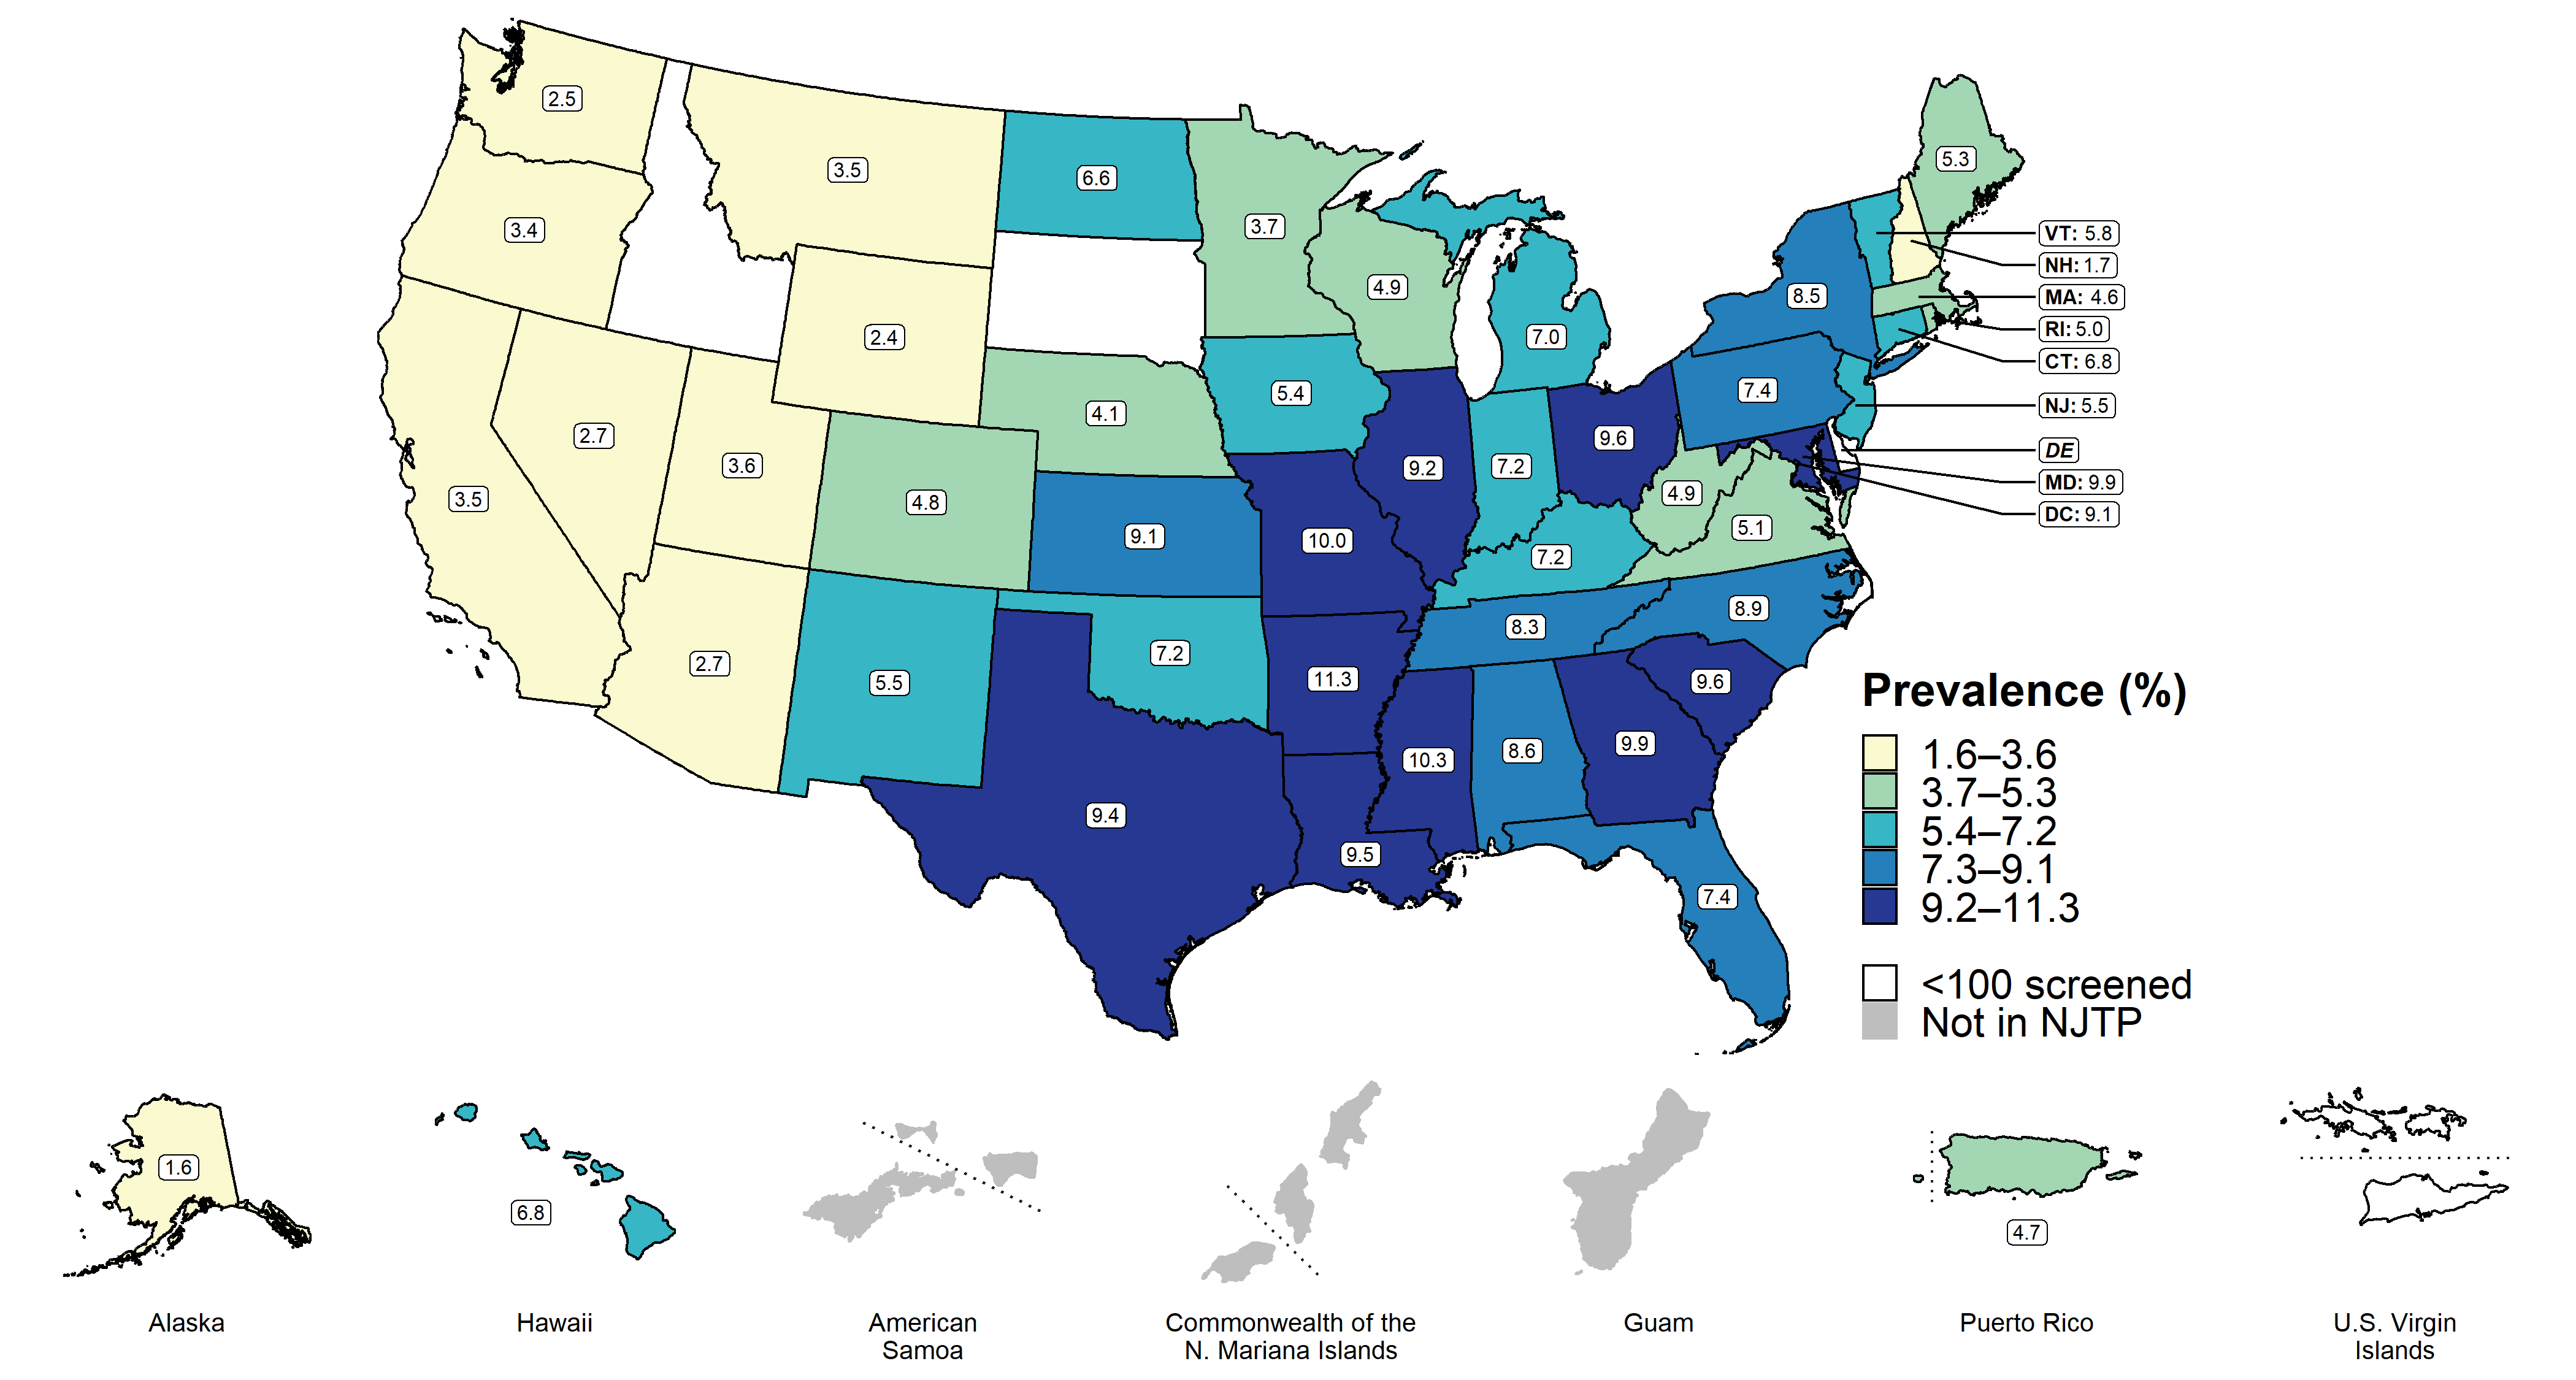 2.5
3.5
6.6
3.7
5.3
3.4
VT: 5.8
NH: 1.7
4.9
8.5
MA: 4.6
2.4
7.0
RI: 5.0
CT: 6.8
5.4
7.4
NJ: 5.5
4.1
2.7
9.6
DE
3.6
9.2
7.2
MD: 9.9
3.5
4.8
4.9
DC: 9.1
9.1
10.0
5.1
7.2
8.9
8.3
7.2
2.7
5.5
11.3
9.6
Prevalence (%)
9.9
8.6
10.3
1.6–3.6
3.7–5.3
9.4
5.4–7.2
9.5
7.3–9.1
7.4
9.2–11.3
<100 screened
Not in NJTP
1.6
6.8
4.7
Alaska
Hawaii
American
Samoa
Commonwealth of the
N. Mariana Islands
Guam
Puerto Rico
U.S. Virgin
Islands